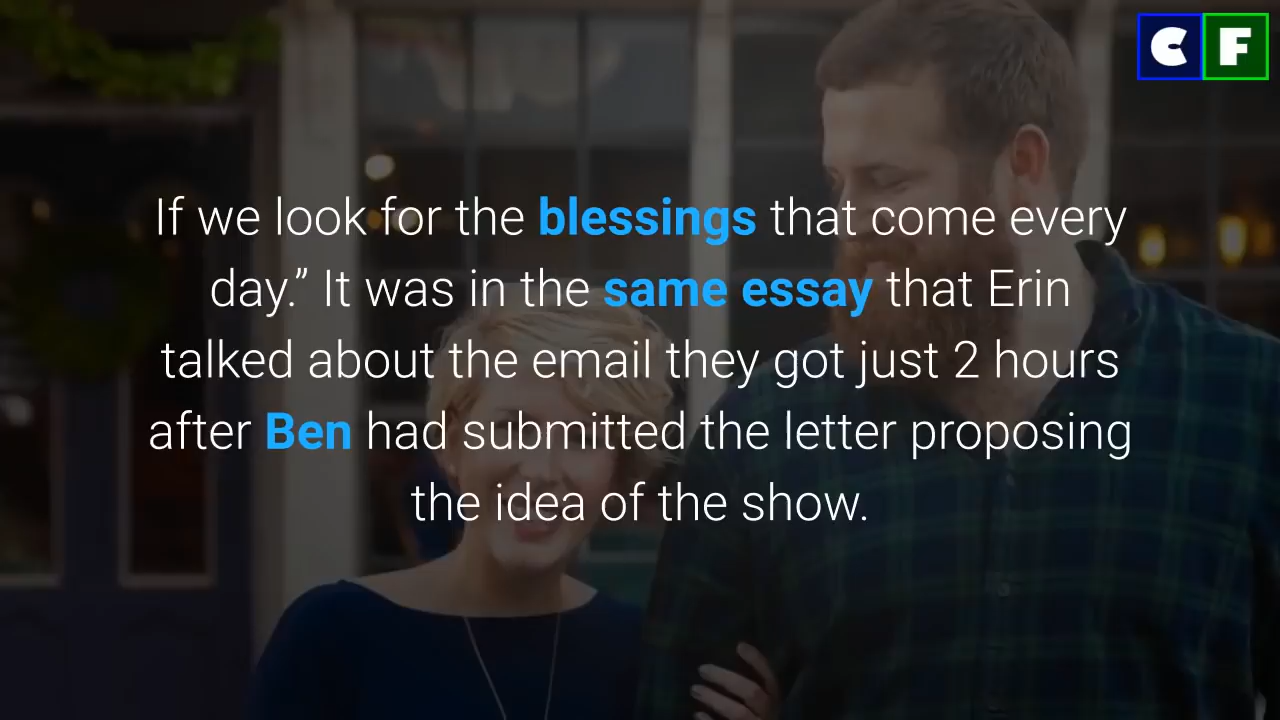 C F
If we look for the blessings that come every
day.” It was in the same essay that Erin
talked about the email they got just 2 hours
after Ben had submitted the letter proposing
the idea of the show.